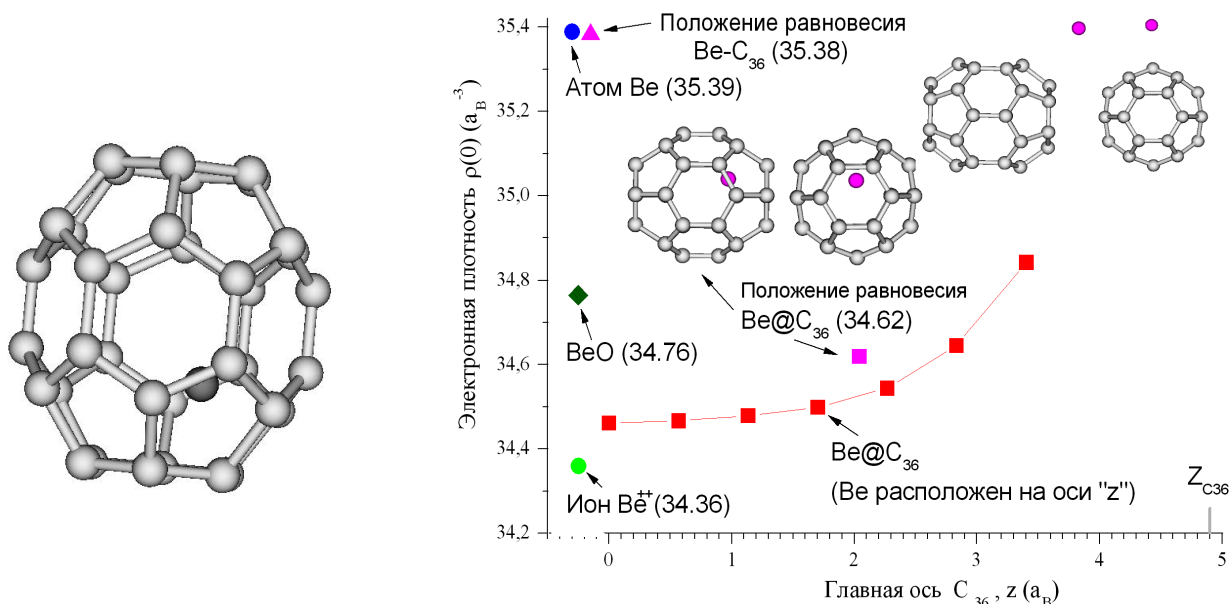 35,4
35,2
35,0
34,8
34,6
34,4
34,2
Электронная плотность ρ(0) (a_B^-3)
Положение равновесия
Be-C36 (35.38)
Атом Be (35.39)
Положение равновесия
Be@C36 (34.62)
BeO (34.76)
Be@C36
(Be расположен на оси "z")
Ион Be++(34.36)
ZC36
0 1 2 3 4 5
Главная ось C 36 , z (aB)